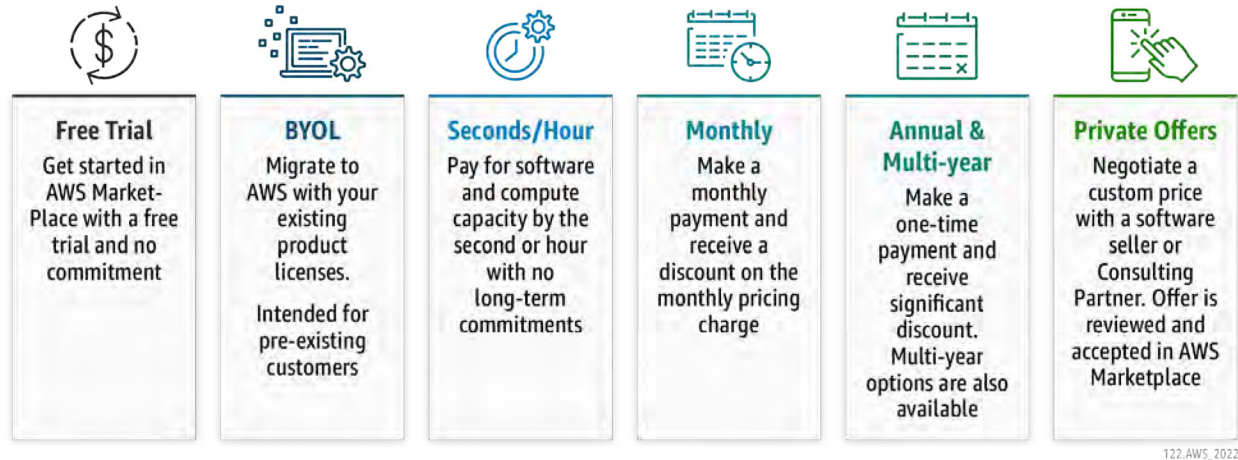 Free Trial
Get started in
AWS Market-
Place with a free
trial and no
commitment
BYOL
Migrate to
AWS with your
existing
product
licenses.
Intended for
pre-existing
customers
Seconds/Hour
Pay for software
and compute
capacity by the
second or hour
with no
long-term
commitments
Monthly
Make a
monthly
payment and
receive a
discount on the
monthly pricing
charge
Annual &
Multi-year
Make a
one-time
payment and
receive
significant
discount.
Multi-year
options are also
available
Private Offers
Negotiate a
custom price
with a software
seller or
Consulting
Partner. Offer is
reviewed and
accepted in AWS
Marketplace
122.AWS_2022